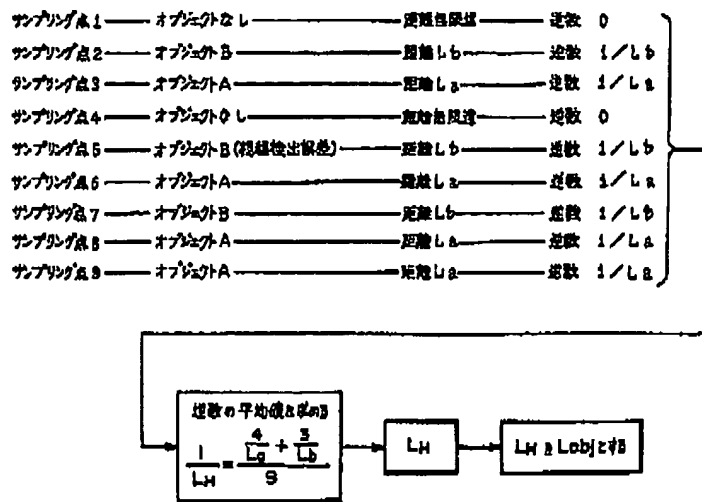 サンプリング点1 オブジェクトなし 距離無限遠 逆数 0
サンプリング点2 オブジェクトB 距離Lb 逆数 1/Lb
サンプリング点3 オブジェクトA 距離La 逆数 1/La
サンプリング点4 オブジェクトなし 距離無限遠 逆数 0
サンプリング点5 オブジェクトB(視線検出誤差) 距離Lb 逆数 1/Lb
サンプリング点6 オブジェクトA 距離La 逆数 1/La
サンプリング点7 オブジェクトB 距離Lb 逆数 1/Lb
サンプリング点8 オブジェクトA 距離La 逆数 1/La
サンプリング点9 オブジェクトA 距離La 逆数 1/La
逆数の平均値を求める
1/LH = (4/La + 3/Lb)/9
LH
LHをLobjとする